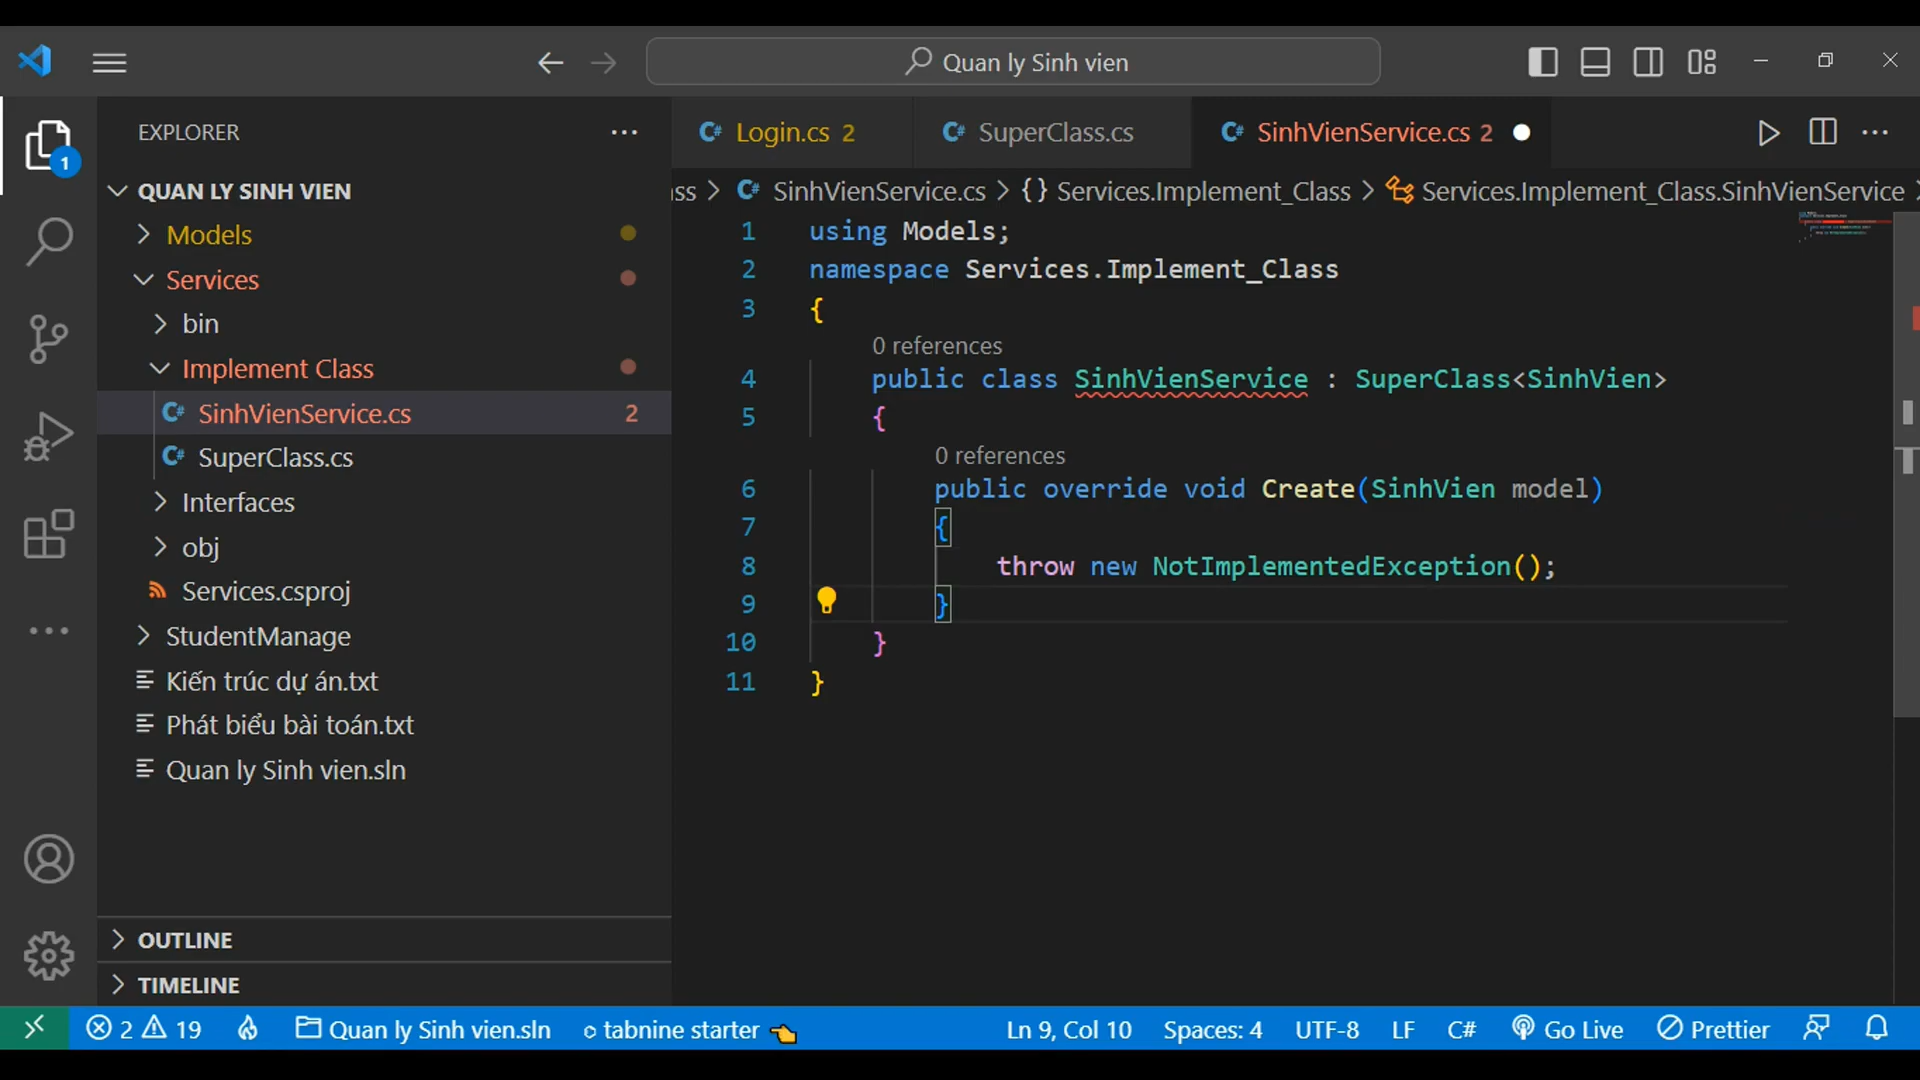 Quan ly Sinh vien
EXPLORER
1
QUAN LY SINH VIEN
Models
Services
bin
Implement Class
SinhVienService.cs 2
SuperClass.cs
Interfaces
obj
Services.csproj
StudentManage
Kiến trúc dự án.txt
Phát biểu bài toán.txt
Quan ly Sinh vien.sln
OUTLINE
TIMELINE
Login.cs 2
SuperClass.cs
SinhVienService.cs 2
ss > SinhVienService.cs > {} Services.Implement_Class > Services.Implement_Class.SinhVienService
1 using Models;
2 namespace Services.Implement_Class
3 {
0 references
4 public class SinhVienService : SuperClass<SinhVien>
5 {
0 references
6 public override void Create(SinhVien model)
7 {
8 throw new NotImplementedException();
9 }
10 }
11 }
2 19 Quan ly Sinh vien.sln tabnine starter Ln 9, Col 10 Spaces: 4 UTF-8 LF C# Go Live Prettier